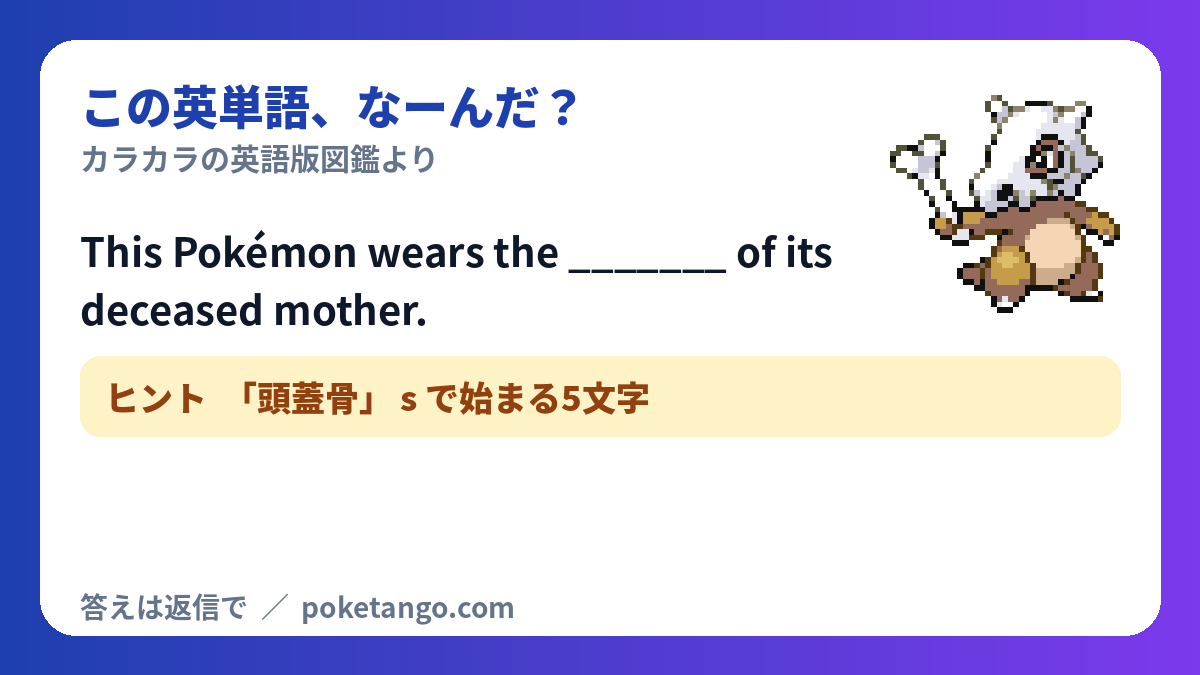 この英単語、なーんだ？
カラカラの英語版図鑑より
This Pokémon wears the _______ of its
deceased mother.
ヒント 「頭蓋骨」 s で始まる5文字
答えは返信で ／ poketango.com